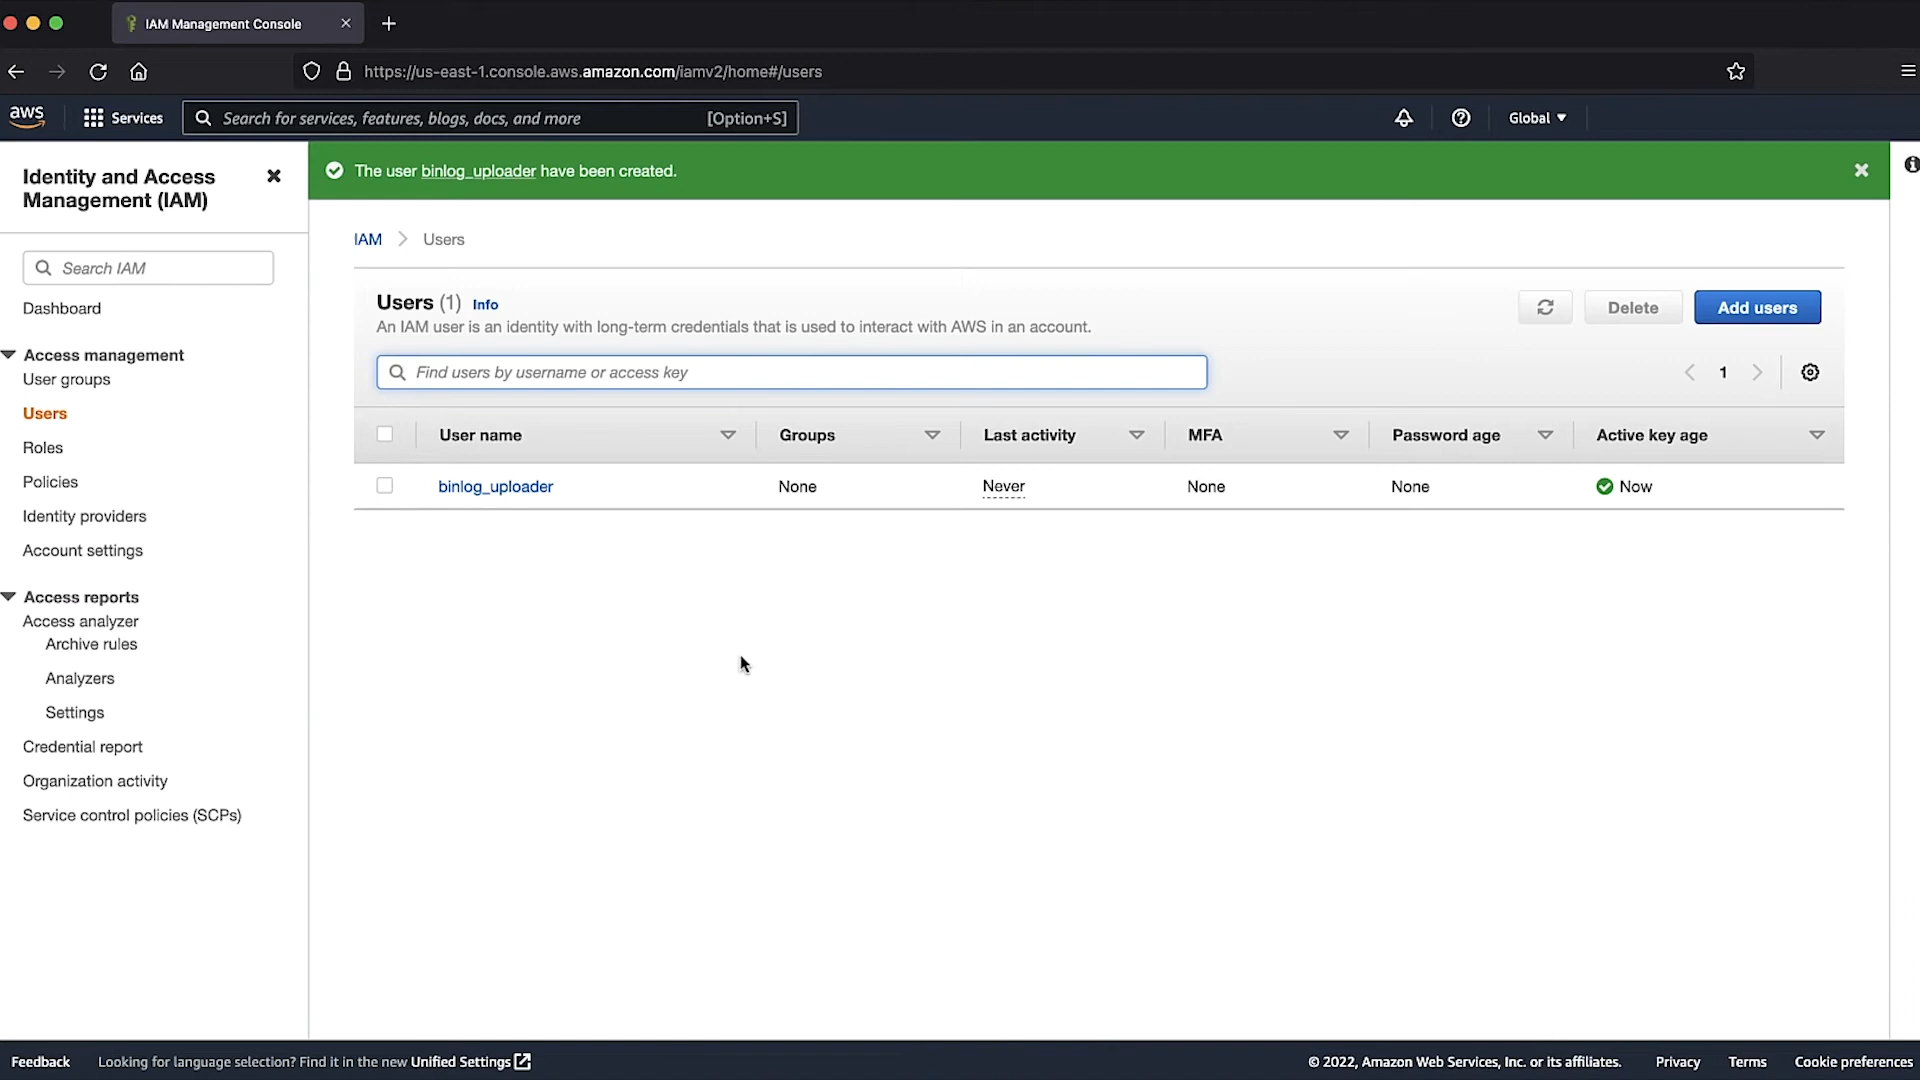 IAM Management Console
https://us-east-1.console.aws.amazon.com/iamv2/home#/users
aws
Services
Search for services, features, blogs, docs, and more
[Option+S]
Global
Identity and Access
Management (IAM)
Search IAM
Dashboard
Access management
User groups
Users
Roles
Policies
Identity providers
Account settings
Access reports
Access analyzer
Archive rules
Analyzers
Settings
Credential report
Organization activity
Service control policies (SCPs)
The user binlog_uploader have been created.
IAM
Users
Users (1) Info
An IAM user is an identity with long-term credentials that is used to interact with AWS in an account.
Delete
Add users
Find users by username or access key
1
User name Groups Last activity MFA Password age Active key age
binlog_uploader None Never None None Now
Feedback
Looking for language selection? Find it in the new Unified Settings
© 2022, Amazon Web Services, Inc. or its affiliates.
Privacy
Terms
Cookie preferences